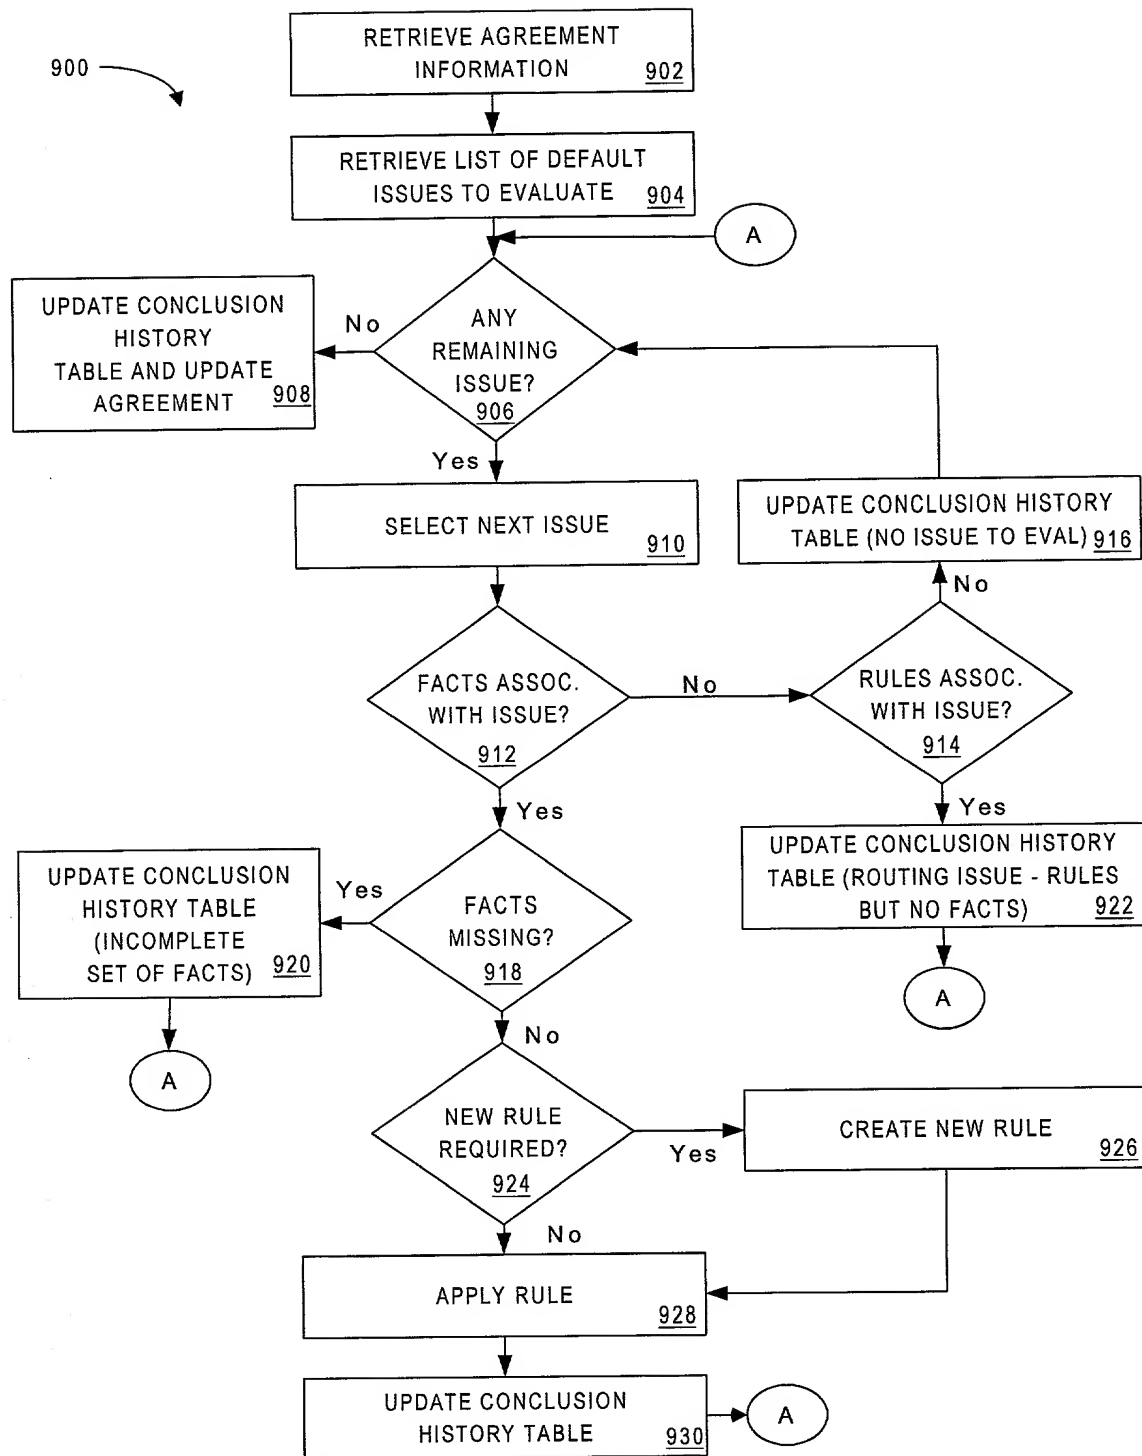 900
RETRIEVE AGREEMENT
INFORMATION
902
RETRIEVE LIST OF DEFAULT
ISSUES TO EVALUATE
904
A
UPDATE CONCLUSION
HISTORY
TABLE AND UPDATE
AGREEMENT
908
No
ANY
REMAINING
ISSUE?
906
Yes
SELECT NEXT ISSUE
910
UPDATE CONCLUSION HISTORY
TABLE (NO ISSUE TO EVAL)
916
No
FACTS ASSOC.
WITH ISSUE?
912
No
RULES ASSOC.
WITH ISSUE?
914
Yes
Yes
UPDATE CONCLUSION HISTORY
TABLE (ROUTING ISSUE - RULES
BUT NO FACTS)
922
A
UPDATE CONCLUSION
HISTORY TABLE
(INCOMPLETE
SET OF FACTS)
920
Yes
FACTS
MISSING?
918
A
No
NEW RULE
REQUIRED?
924
Yes
CREATE NEW RULE
926
No
APPLY RULE
928
UPDATE CONCLUSION
HISTORY TABLE
930
A